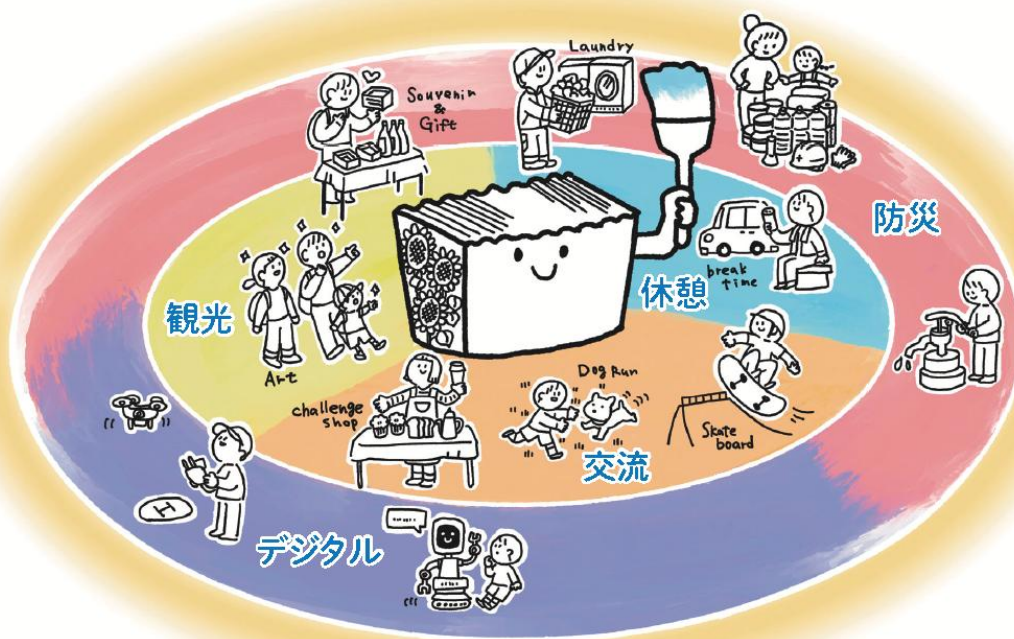 Laundry
Souvenir
&
Gift
防災
break
time
休憩
観光
Art
challenge
shop
Dog Run
Skate
board
交流
H
デジタル